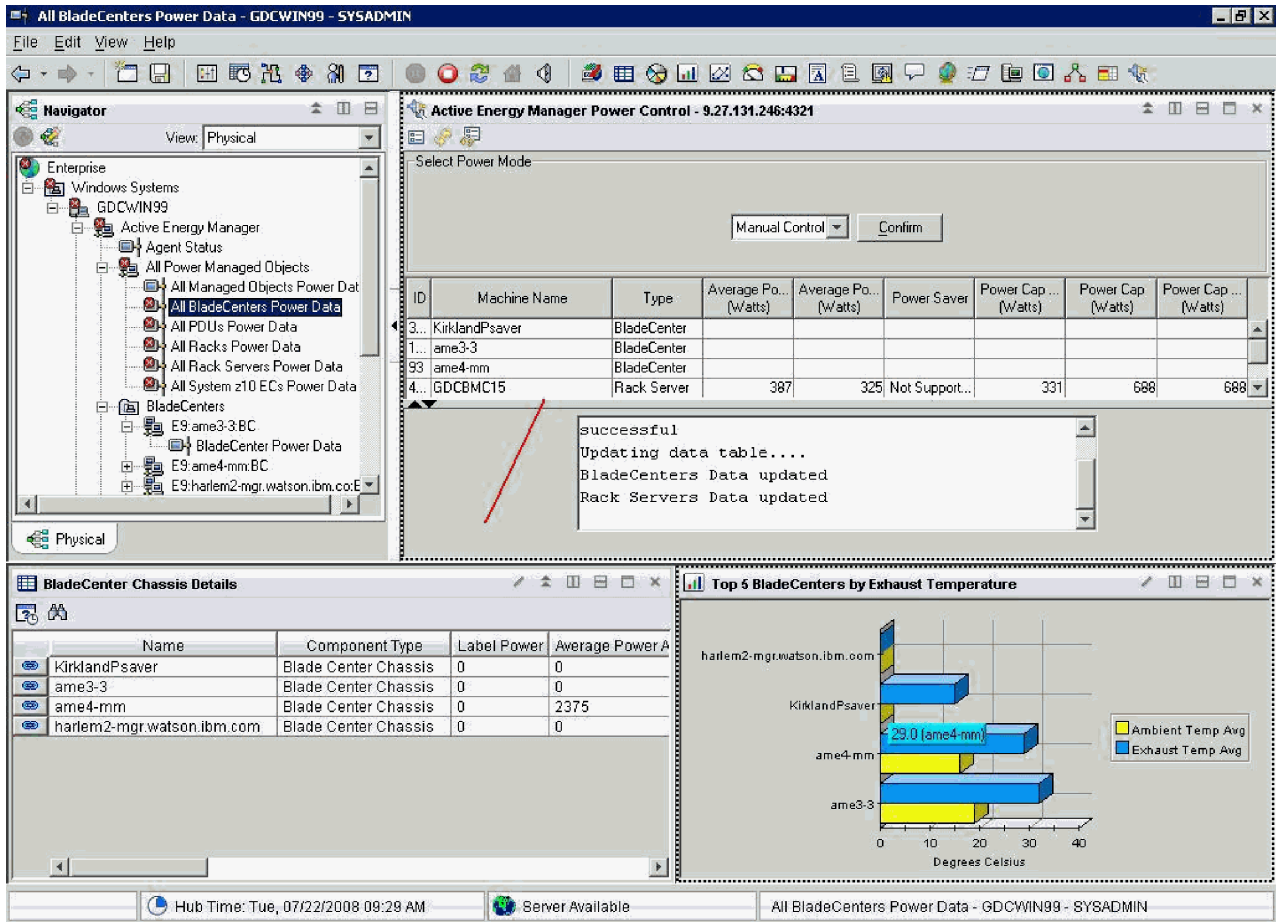 All BladeCenters Power Data - GDCWIN99 - SYSADMIN
File Edit View Help
Navigator
View: Physical
Enterprise
Windows Systems
GDCWIN99
Active Energy Manager
Agent Status
All Power Managed Objects
All Managed Objects Power Dat
All BladeCenters Power Data
All PDUs Power Data
All Racks Power Data
All Rack Servers Power Data
All System z10 ECs Power Data
BladeCenters
E9:ame3-3:BC
BladeCenter Power Data
E9:ame4-mm:BC
E9:harlem2-mgr.watson.ibm.co:E
Physical
Active Energy Manager Power Control - 9.27.131.246:4321
Select Power Mode
Manual Control Confirm
ID Machine Name Type Average Po... (Watts) Average Po... (Watts) Power Saver Power Cap ... (Watts) Power Cap (Watts) Power Cap ... (Watts)
3... KirklandPsaver BladeCenter
1... ame3-3 BladeCenter
93 ame4-mm BladeCenter
4... GDCBMC15 Rack Server 387 325 Not Support... 331 688 688
successful
Updating data table....
BladeCenters Data updated
Rack Servers Data updated
BladeCenter Chassis Details
Name Component Type Label Power Average Power A
KirklandPsaver Blade Center Chassis 0 0
ame3-3 Blade Center Chassis 0 0
ame4-mm Blade Center Chassis 0 2375
harlem2-mgr.watson.ibm.com Blade Center Chassis 0 0
Top 5 BladeCenters by Exhaust Temperature
harlem2-mgr.watson.ibm.com
KirklandPsaver
29.0 (ame4-mm)
ame4-mm
ame3-3
0 10 20 30 40
Degrees Celsius
Ambient Temp Avg
Exhaust Temp Avg
Hub Time: Tue, 07/22/2008 09:29 AM
Server Available
All BladeCenters Power Data - GDCWIN99 - SYSADMIN